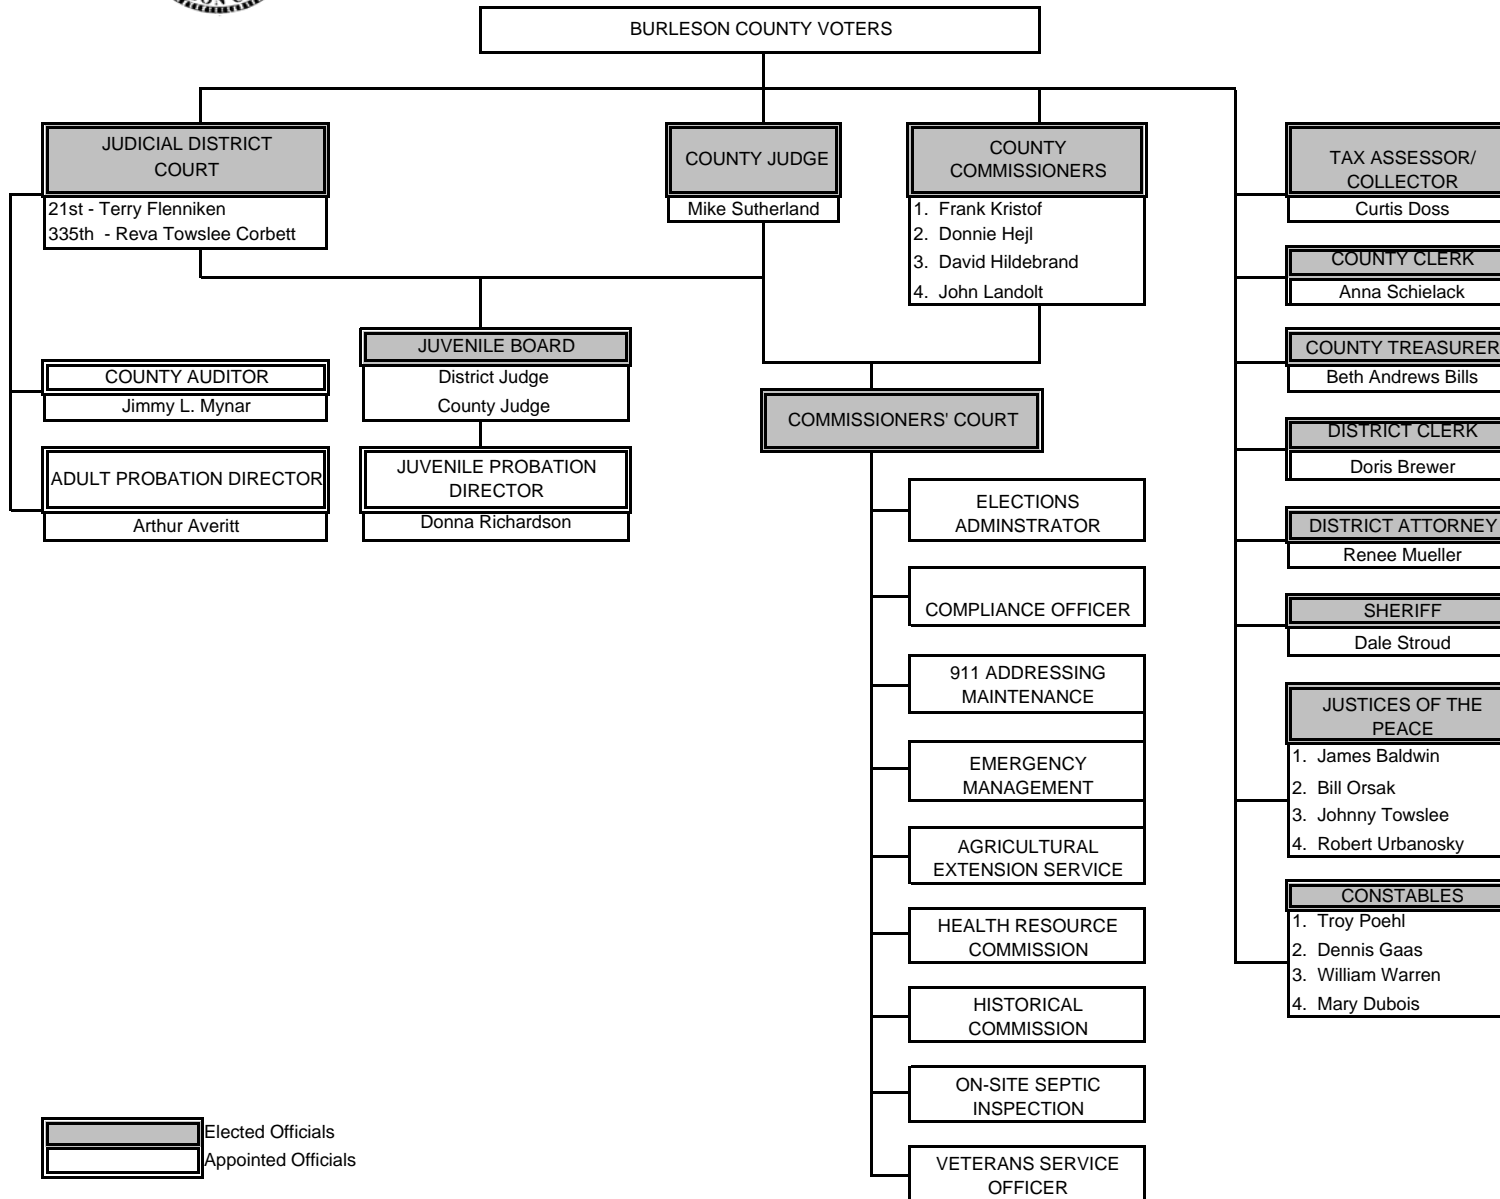 BURLESON COUNTY VOTERS
JUDICIAL DISTRICT
COURT
21st - Terry Flenniken
335th - Reva Towslee Corbett
COUNTY JUDGE
Mike Sutherland
COUNTY
COMMISSIONERS
1. Frank Kristof
2. Donnie Hejl
3. David Hildebrand
4. John Landolt
TAX ASSESSOR/
COLLECTOR
Curtis Doss
COUNTY CLERK
Anna Schielack
COUNTY TREASURER
Beth Andrews Bills
DISTRICT CLERK
Doris Brewer
DISTRICT ATTORNEY
Renee Mueller
SHERIFF
Dale Stroud
JUSTICES OF THE
PEACE
1. James Baldwin
2. Bill Orsak
3. Johnny Towslee
4. Robert Urbanosky
CONSTABLES
1. Troy Poehl
2. Dennis Gaas
3. William Warren
4. Mary Dubois
COUNTY AUDITOR
Jimmy L. Mynar
ADULT PROBATION DIRECTOR
Arthur Averitt
JUVENILE BOARD
District Judge
County Judge
JUVENILE PROBATION
DIRECTOR
Donna Richardson
COMMISSIONERS' COURT
ELECTIONS
ADMINSTRATOR
COMPLIANCE OFFICER
911 ADDRESSING
MAINTENANCE
EMERGENCY
MANAGEMENT
AGRICULTURAL
EXTENSION SERVICE
HEALTH RESOURCE
COMMISSION
HISTORICAL
COMMISSION
ON-SITE SEPTIC
INSPECTION
VETERANS SERVICE
OFFICER
Elected Officials
Appointed Officials